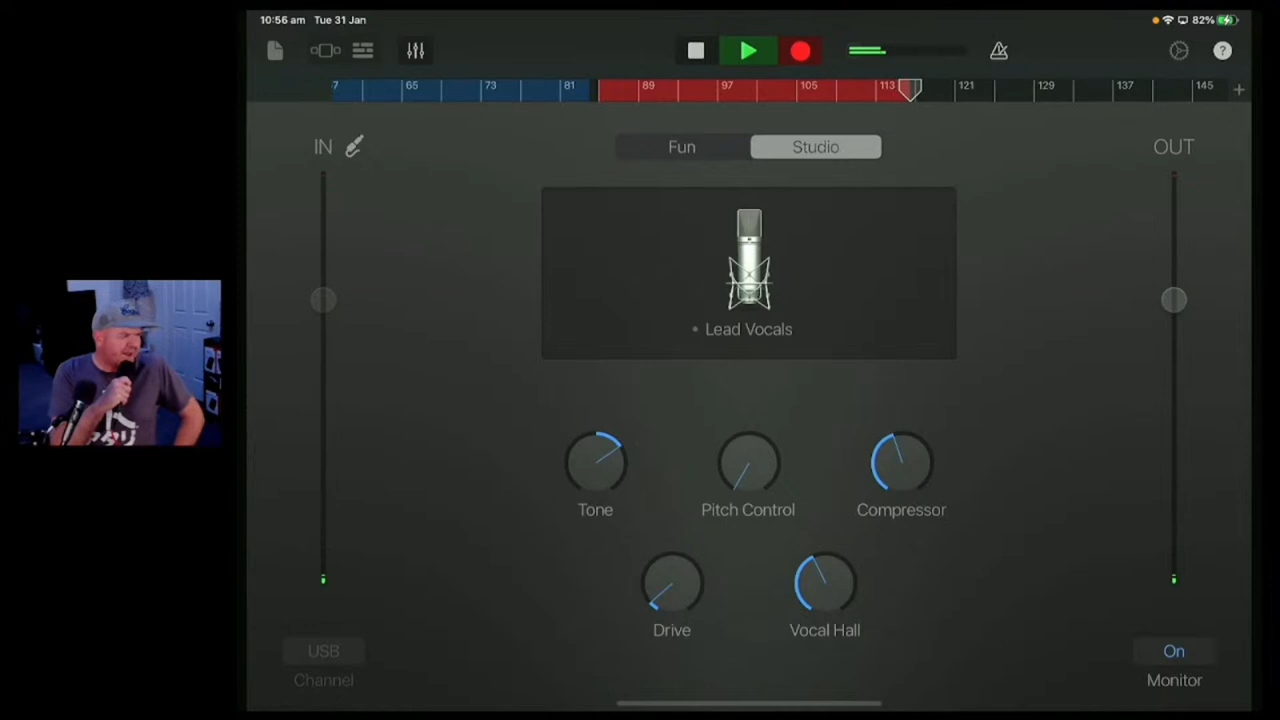 10:56 am Tue 31 Jan
82%
?
7 65 73 81 89 97 105 113 121 129 137 145 +
IN Fun Studio OUT
Lead Vocals
Tone Pitch Control Compressor
Drive Vocal Hall
USB On
Channel Monitor